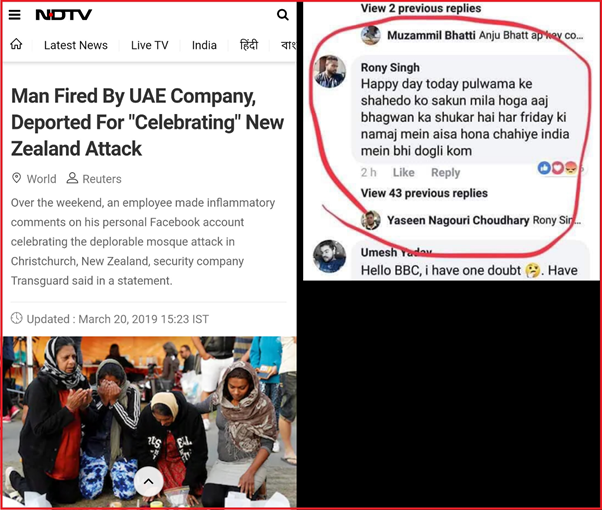 NDTV
Latest News Live TV India हिंदी
Man Fired By UAE Company,
Deported For "Celebrating" New
Zealand Attack
World Reuters
Over the weekend, an employee made inflammatory
comments on his personal Facebook account
celebrating the deplorable mosque attack in
Christchurch, New Zealand, security company
Transguard said in a statement.
Updated : March 20, 2019 15:23 IST
View 2 previous replies
Muzammil Bhatti Anju Bhatt ap key co...
Rony Singh
Happy day today pulwama ke
shahedo ko sakun mila hoga aaj
bhagwan ka shukar hai har friday ki
namaj mein aisa hona chahiye india
mein bhi dogli kom
2 h Like Reply
View 43 previous replies
Yaseen Nagouri Choudhary Rony Sin...
Umesh Yadav
Hello BBC, i have one doubt 🤔. Have